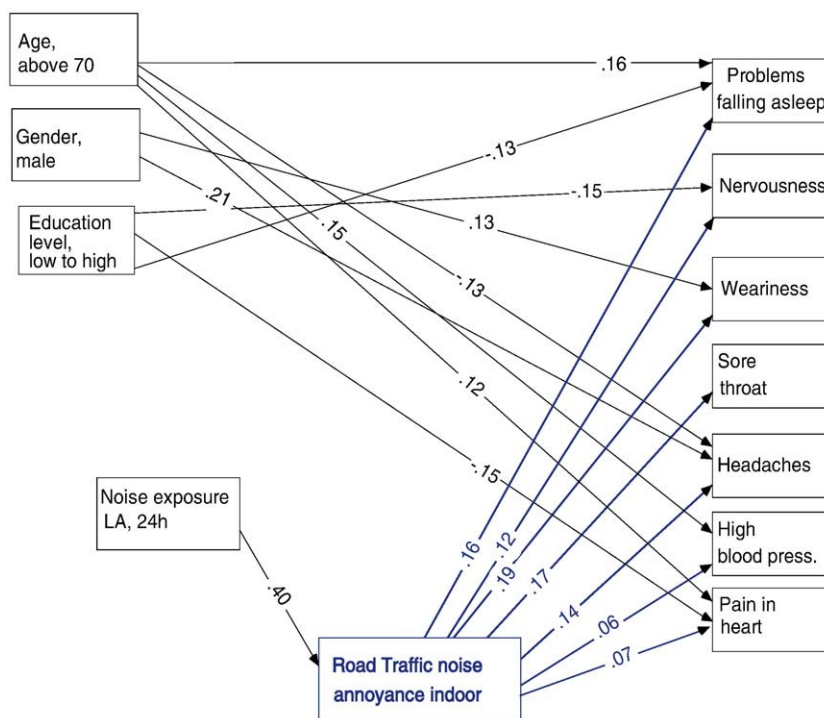 Age,
above 70
Gender,
male
Education
level,
low to high
Noise exposure
LA, 24h
Road Traffic noise
annoyance indoor
Problems
falling asleep
Nervousness
Weariness
Sore
throat
Headaches
High
blood press.
Pain in
heart
.16
-.13
-.15
.21
.15
.13
-.13
.12
-.15
.40
.16
.12
.19
.17
.14
.06
.07